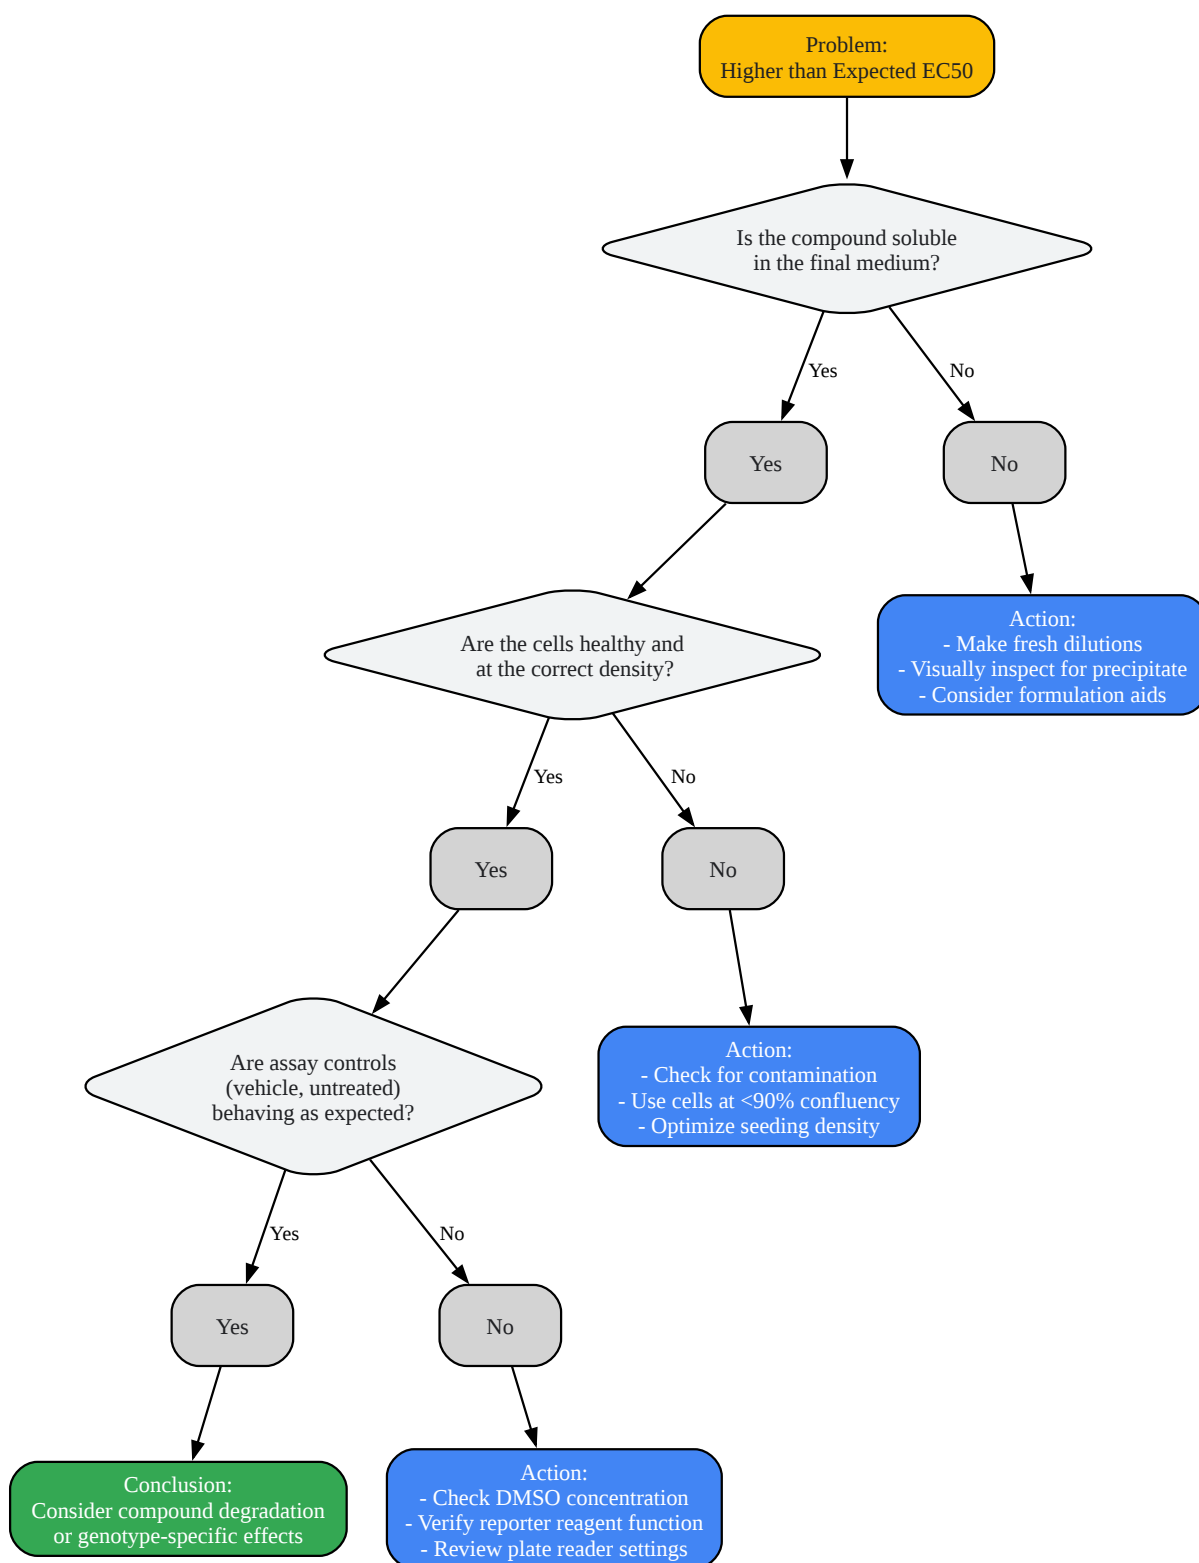 Problem:
Higher than Expected EC50
Is the compound soluble
in the final medium?
Yes
No
Yes
No
Action:
- Make fresh dilutions
- Visually inspect for precipitate
- Consider formulation aids
Are the cells healthy and
at the correct density?
Yes
No
Yes
No
Action:
- Check for contamination
- Use cells at <90% confluency
- Optimize seeding density
Are assay controls
(vehicle, untreated)
behaving as expected?
Yes
No
Yes
No
Conclusion:
Consider compound degradation
or genotype-specific effects
Action:
- Check DMSO concentration
- Verify reporter reagent function
- Review plate reader settings